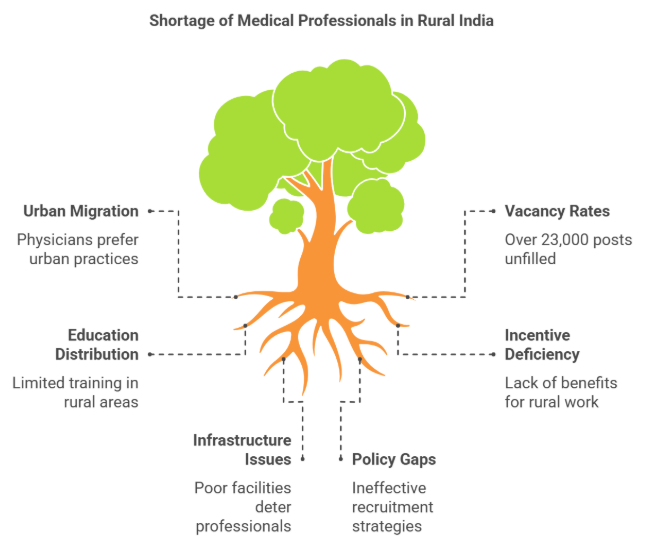 Shortage of Medical Professionals in Rural India
Urban Migration
Physicians prefer
urban practices
Vacancy Rates
Over 23,000 posts
unfilled
Education
Distribution
Limited training in
rural areas
Incentive
Deficiency
Lack of benefits
for rural work
Infrastructure
Issues
Poor facilities
deter
professionals
Policy Gaps
Ineffective
recruitment
strategies